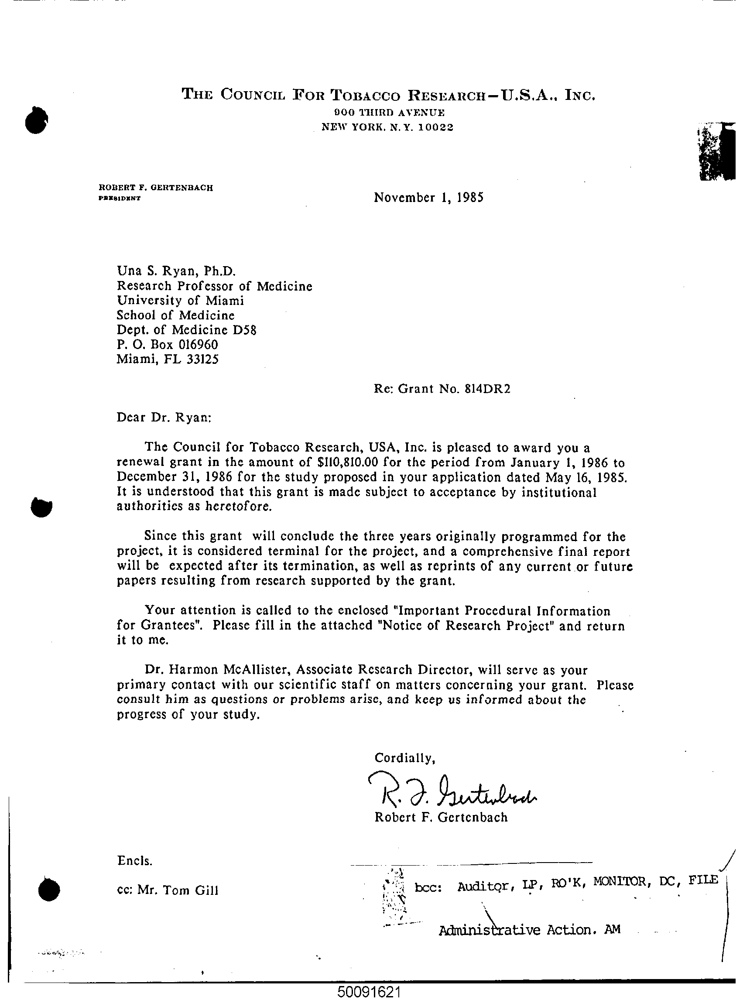 THE COUNCIL FOR TOBACCO RESEARCH—U.S.A., INC.
900 THIRD AVENUE
NEW YORK, N.Y. 10022
ROBERT F. GERTENBACH
PRESIDENT
November 1, 1985
Una S. Ryan, Ph.D.
Research Professor of Medicine
University of Miami
School of Medicine
Dept. of Medicine D58
P. O. Box 016960
Miami, FL 33125
Re: Grant No. 814DR2
Dear Dr. Ryan:
The Council for Tobacco Research, USA, Inc. is pleased to award you a
renewal grant in the amount of $110,810.00 for the period from January 1, 1986 to
December 31, 1986 for the study proposed in your application dated May 16, 1985.
It is understood that this grant is made subject to acceptance by institutional
authorities as heretofore.
Since this grant will conclude the three years originally programmed for the
project, it is considered terminal for the project, and a comprehensive final report
will be expected after its termination, as well as reprints of any current or future
papers resulting from research supported by the grant.
Your attention is called to the enclosed "Important Procedural Information
for Grantees". Please fill in the attached "Notice of Research Project" and return
it to me.
Dr. Harmon McAllister, Associate Research Director, will serve as your
primary contact with our scientific staff on matters concerning your grant. Please
consult him as questions or problems arise, and keep us informed about the
progress of your study.
Cordially,
R. F. Gertenbach
Robert F. Gertenbach
Encls.
cc: Mr. Tom Gill
bcc: Auditor, LP, RO'K, MONITOR, DC, FILE
Administrative Action. AM
50091621